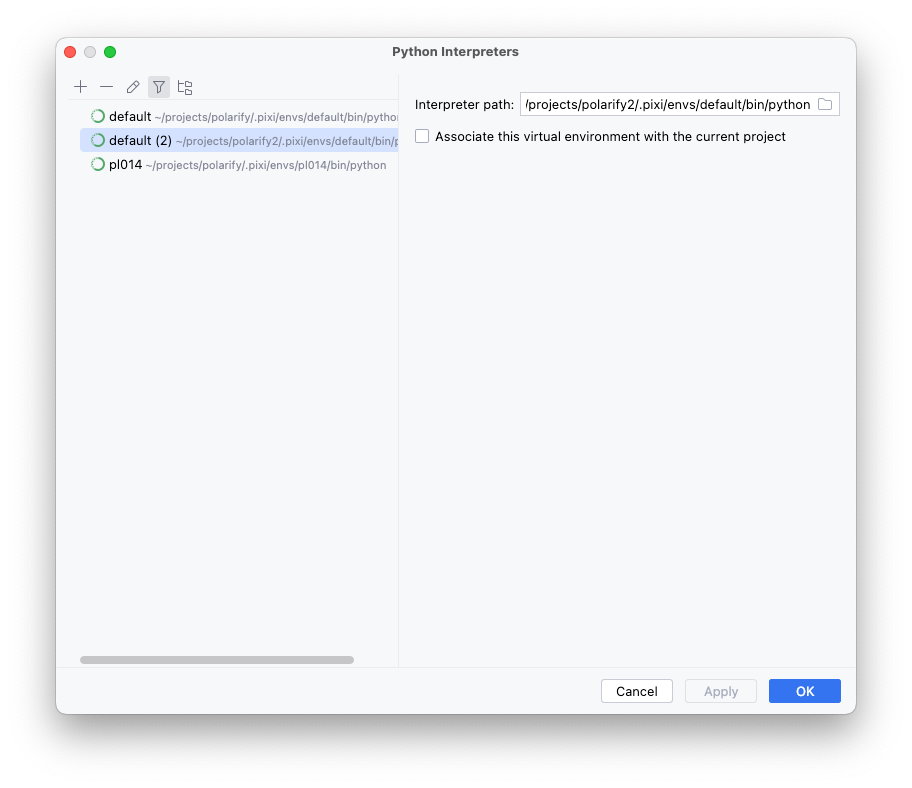 Python Interpreters
default ~/projects/polarify/.pixi/envs/default/bin/python
default (2) ~/projects/polarify2/.pixi/envs/default/bin/p
pl014 ~/projects/polarify/.pixi/envs/pl014/bin/python
Interpreter path: /projects/polarify2/.pixi/envs/default/bin/python
Associate this virtual environment with the current project
Cancel Apply OK